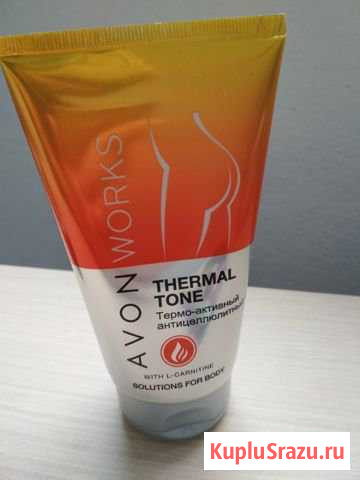 AVON WORKS
THERMAL
TONE
Термо-активный
антицеллюлитный
WITH L-CARNITINE
SOLUTIONS FOR BODY
KupluSrazu.ru